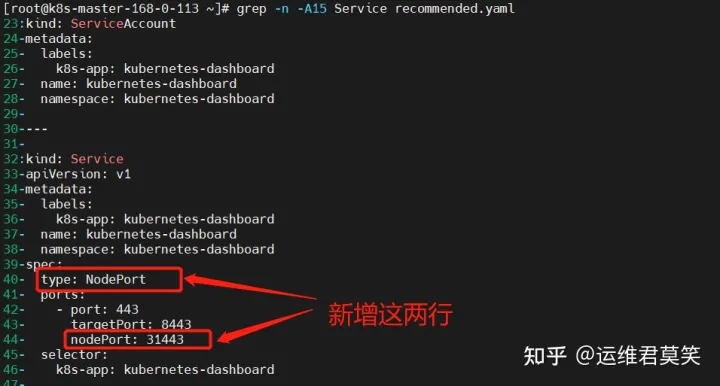 [root@k8s-master-168-0-113 ~]# grep -n -A15 Service recommended.yaml
23:kind: ServiceAccount
24-metadata:
25-  labels:
26-    k8s-app: kubernetes-dashboard
27-  name: kubernetes-dashboard
28-  namespace: kubernetes-dashboard
29-
30----
31-
32:kind: Service
33-apiVersion: v1
34-metadata:
35-  labels:
36-    k8s-app: kubernetes-dashboard
37-  name: kubernetes-dashboard
38-  namespace: kubernetes-dashboard
39-spec:
40-  type: NodePort
41-  ports:
42-    - port: 443
43-      targetPort: 8443
44-      nodePort: 31443
45-  selector:
46-    k8s-app: kubernetes-dashboard
47-
新增这两行
知乎 @运维君莫笑